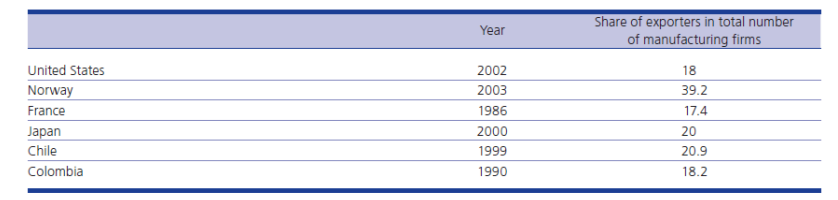 Year Share of exporters in total number
of manufacturing firms
United States 2002 18
Norway 2003 39.2
France 1986 17.4
Japan 2000 20
Chile 1999 20.9
Colombia 1990 18.2